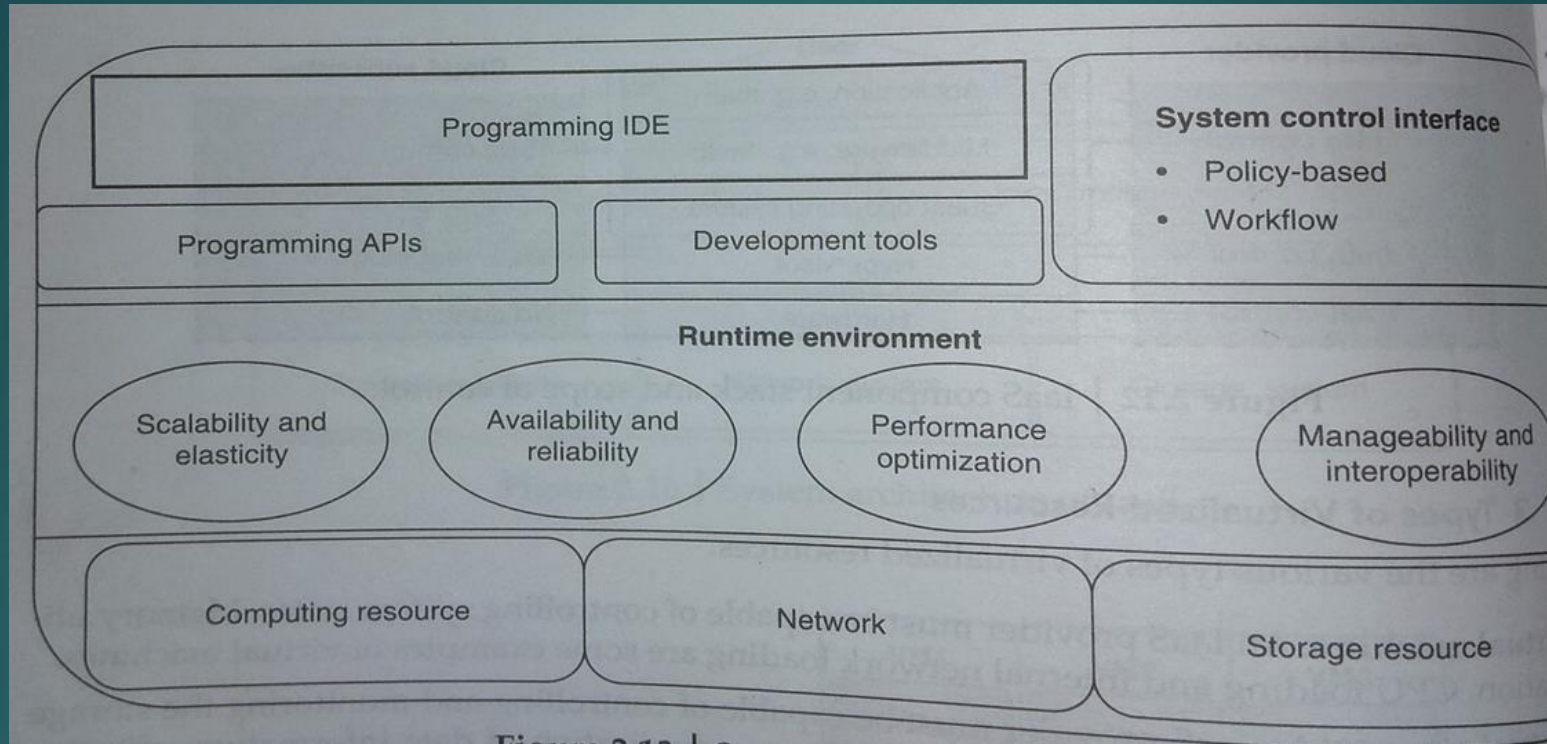 Programming IDE
System control interface
• Policy-based
• Workflow
Programming APIs
Development tools
Runtime environment
Scalability and
elasticity
Availability and
reliability
Performance
optimization
Manageability and
interoperability
Computing resource
Network
Storage resource